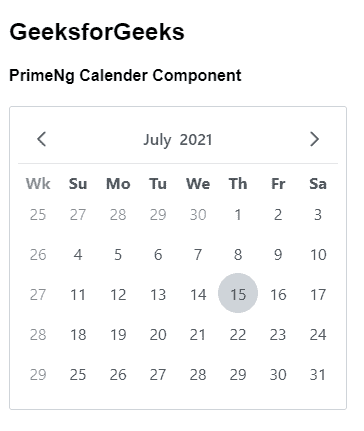 GeeksforGeeks
PrimeNg Calender Component
July 2021
Wk Su Mo Tu We Th Fr Sa
25 27 28 29 30 1 2 3
26 4 5 6 7 8 9 10
27 11 12 13 14 15 16 17
28 18 19 20 21 22 23 24
29 25 26 27 28 29 30 31